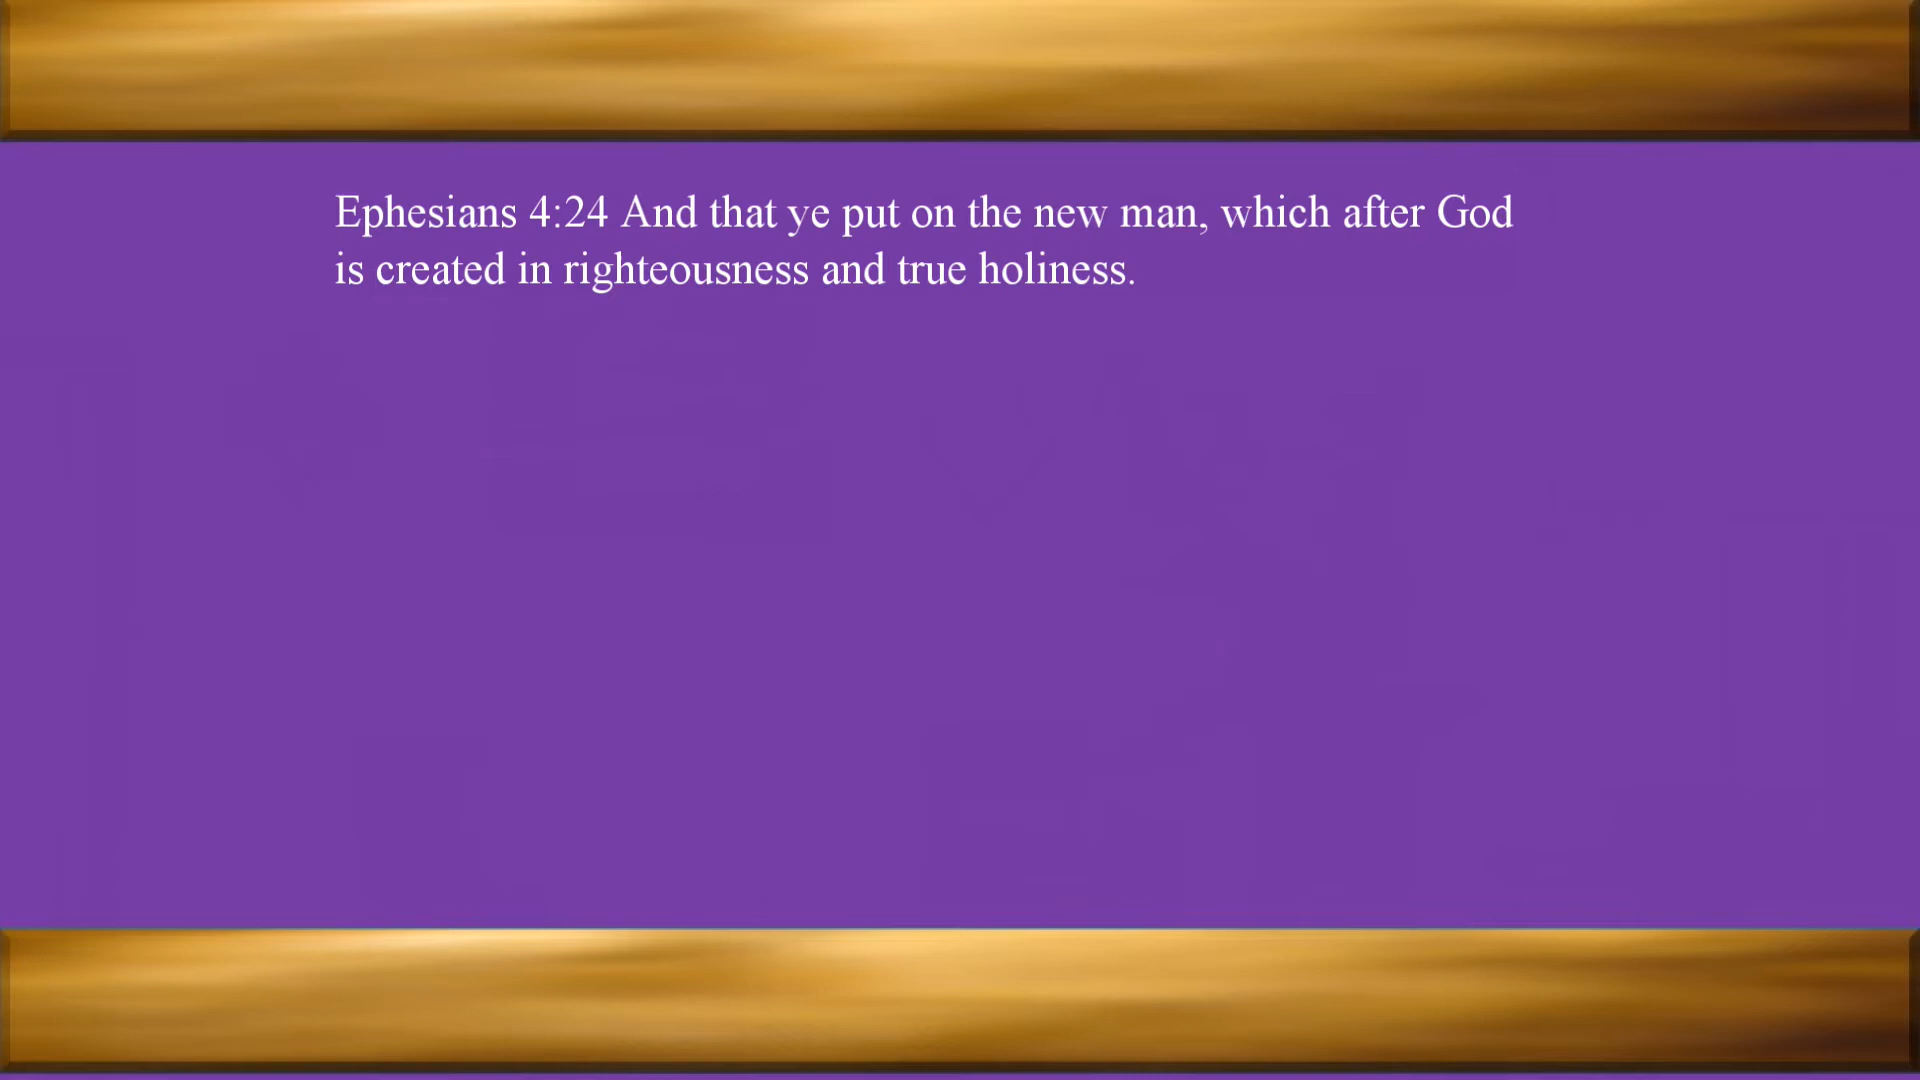 Ephesians 4:24 And that ye put on the new man, which after God
is created in righteousness and true holiness.